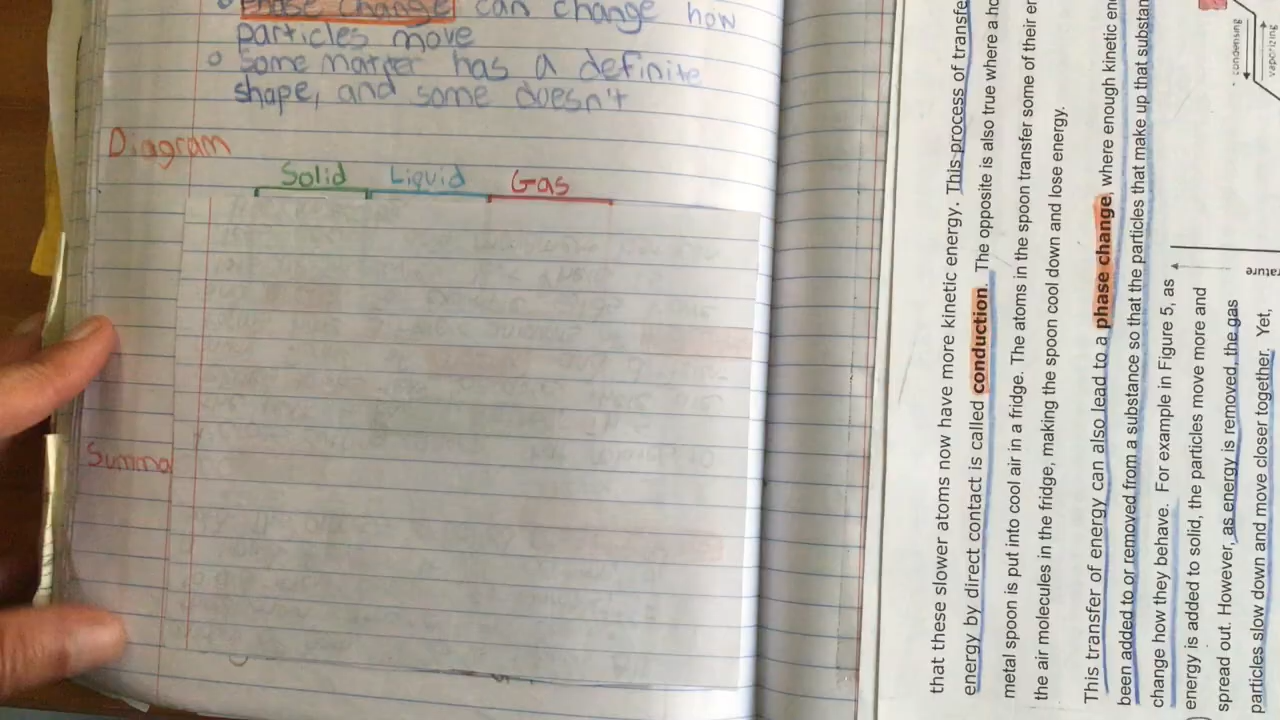 phase change can change how
particles move
some matter has a definite
shape, and some doesn't
Diagram
Solid Liquid Gas
Summa
that these slower atoms now have more kinetic energy. This process of transfe
energy by direct contact is called conduction. The opposite is also true where a ho
metal spoon is put into cool air in a fridge. The atoms in the spoon transfer some of their en
the air molecules in the fridge, making the spoon cool down and lose energy.
This transfer of energy can also lead to a phase change, where enough kinetic ene
been added to or removed from a substance so that the particles that make up that substan
change how they behave. For example in Figure 5, as
energy is added to solid, the particles move more and
spread out. However, as energy is removed, the gas
particles slow down and move closer together. Yet,
condensing
vaporizing
rature